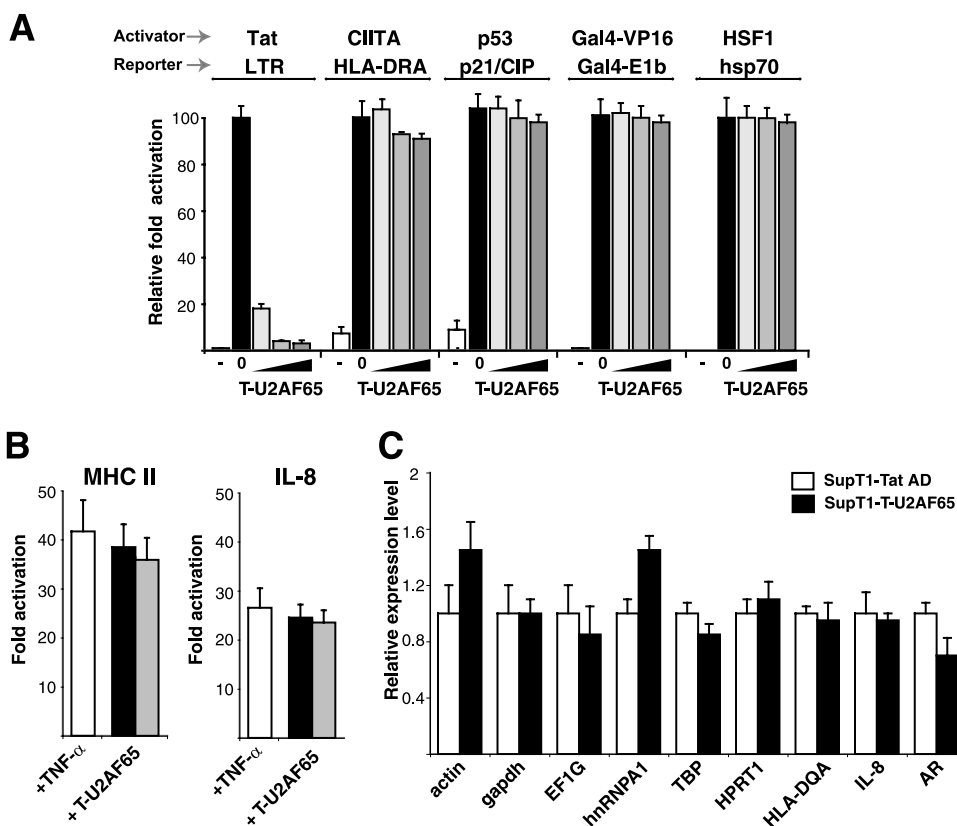 A
Activator Tat CIITA p53 Gal4-VP16 HSF1
Reporter LTR HLA-DRA p21/CIP Gal4-E1b hsp70
Relative fold activation
100
80
60
40
20
- 0 - 0 - 0 - 0 - 0
T-U2AF65 T-U2AF65 T-U2AF65 T-U2AF65 T-U2AF65
B
MHC II
Fold activation
50
40
30
20
10
+TNF-α
+T-U2AF65
IL-8
Fold activation
50
40
30
20
10
+TNF-α
+T-U2AF65
C
Relative expression level
2
1.6
1.2
0.8
0.4
SupT1-Tat AD
SupT1-T-U2AF65
actin gapdh EF1G hnRNPA1 TBP HPRT1 HLA-DQA IL-8 AR